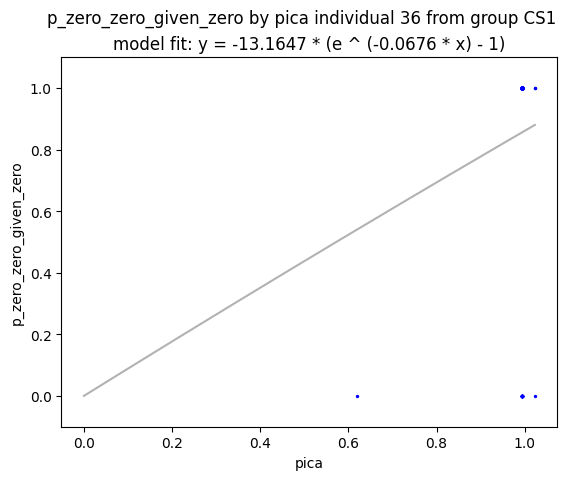 p_zero_zero_given_zero by pica individual 36 from group CS1
model fit: y = -13.1647 * (e ^ (-0.0676 * x) - 1)
p_zero_zero_given_zero
1.0
0.8
0.6
0.4
0.2
0.0
0.0 0.2 0.4 0.6 0.8 1.0
pica